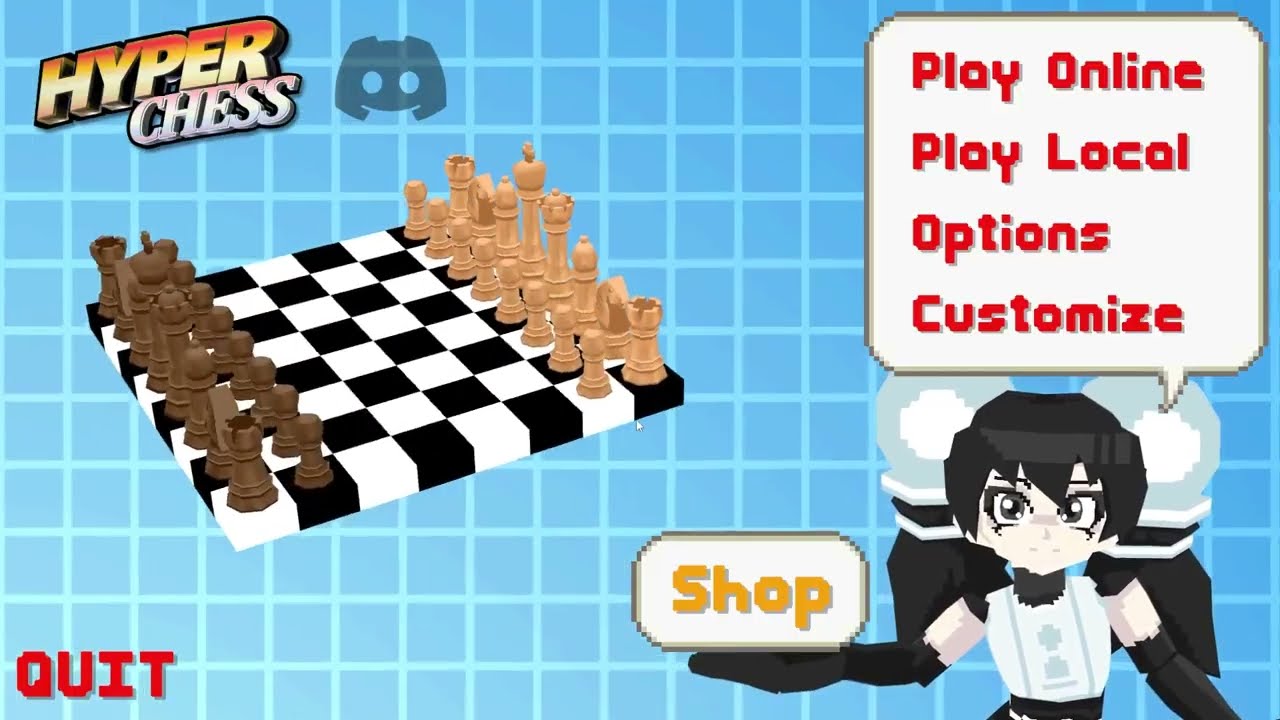 HYPER
CHESS
Play Online
Play Local
Options
Customize
Shop
QUIT